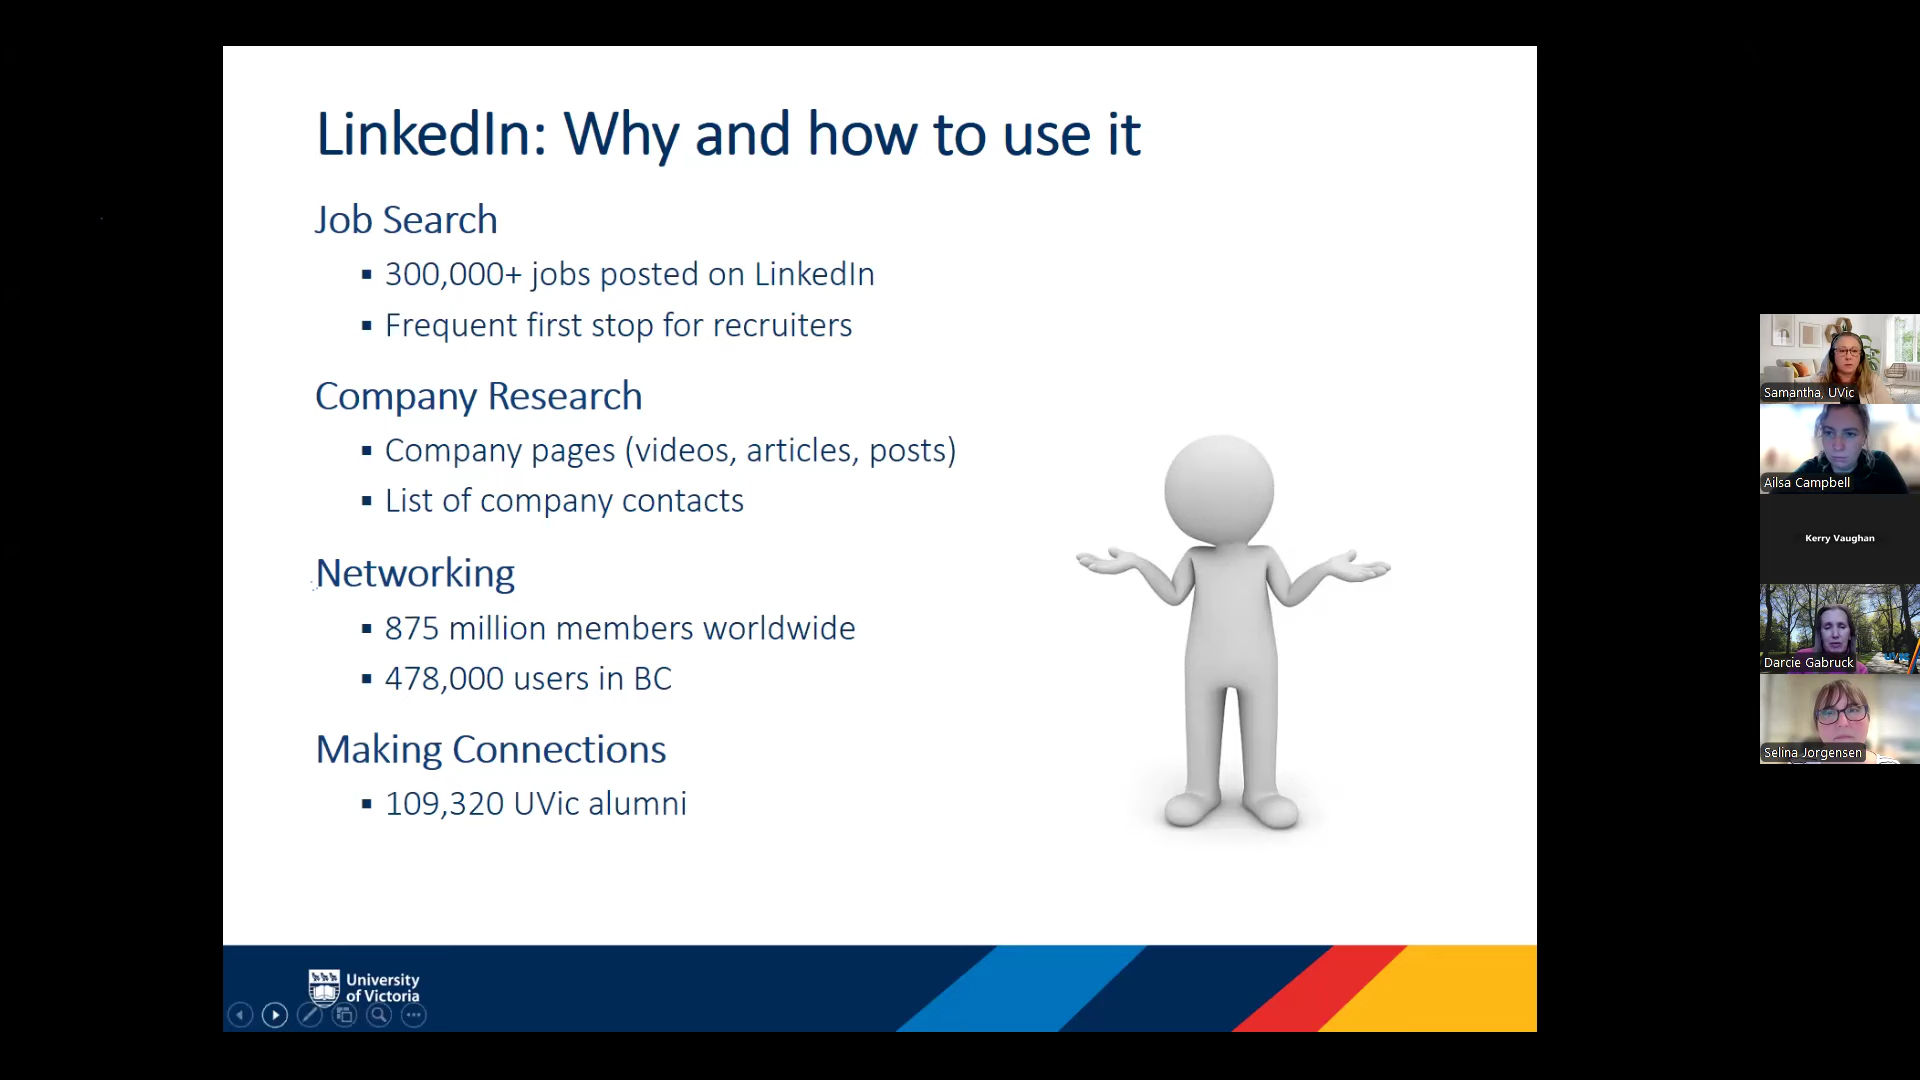 LinkedIn: Why and how to use it
Job Search
▪ 300,000+ jobs posted on LinkedIn
▪ Frequent first stop for recruiters
Company Research
▪ Company pages (videos, articles, posts)
▪ List of company contacts
Networking
▪ 875 million members worldwide
▪ 478,000 users in BC
Making Connections
▪ 109,320 UVic alumni
University
of Victoria
Samantha, UVic
Ailsa Campbell
Kerry Vaughan
Darcie Gabruck
Selina Jorgensen